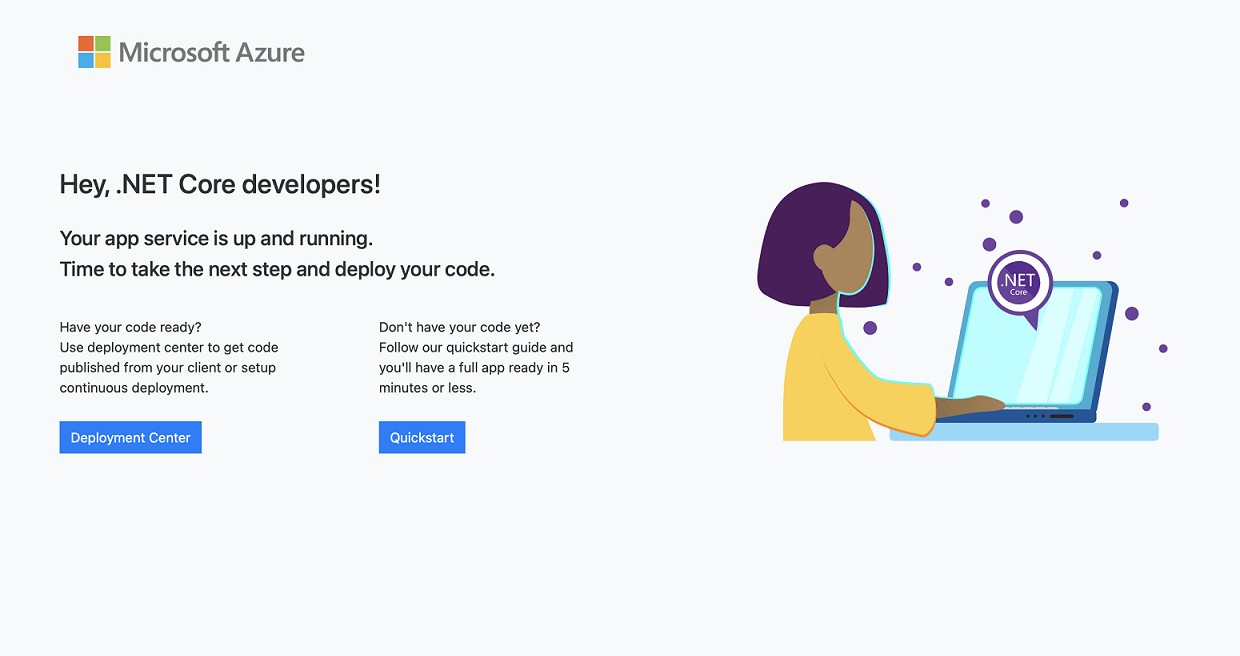 Microsoft Azure
Hey, .NET Core developers!
Your app service is up and running.
Time to take the next step and deploy your code.
Have your code ready?
Use deployment center to get code
published from your client or setup
continuous deployment.
Deployment Center
Don't have your code yet?
Follow our quickstart guide and
you'll have a full app ready in 5
minutes or less.
Quickstart
.NET
Core